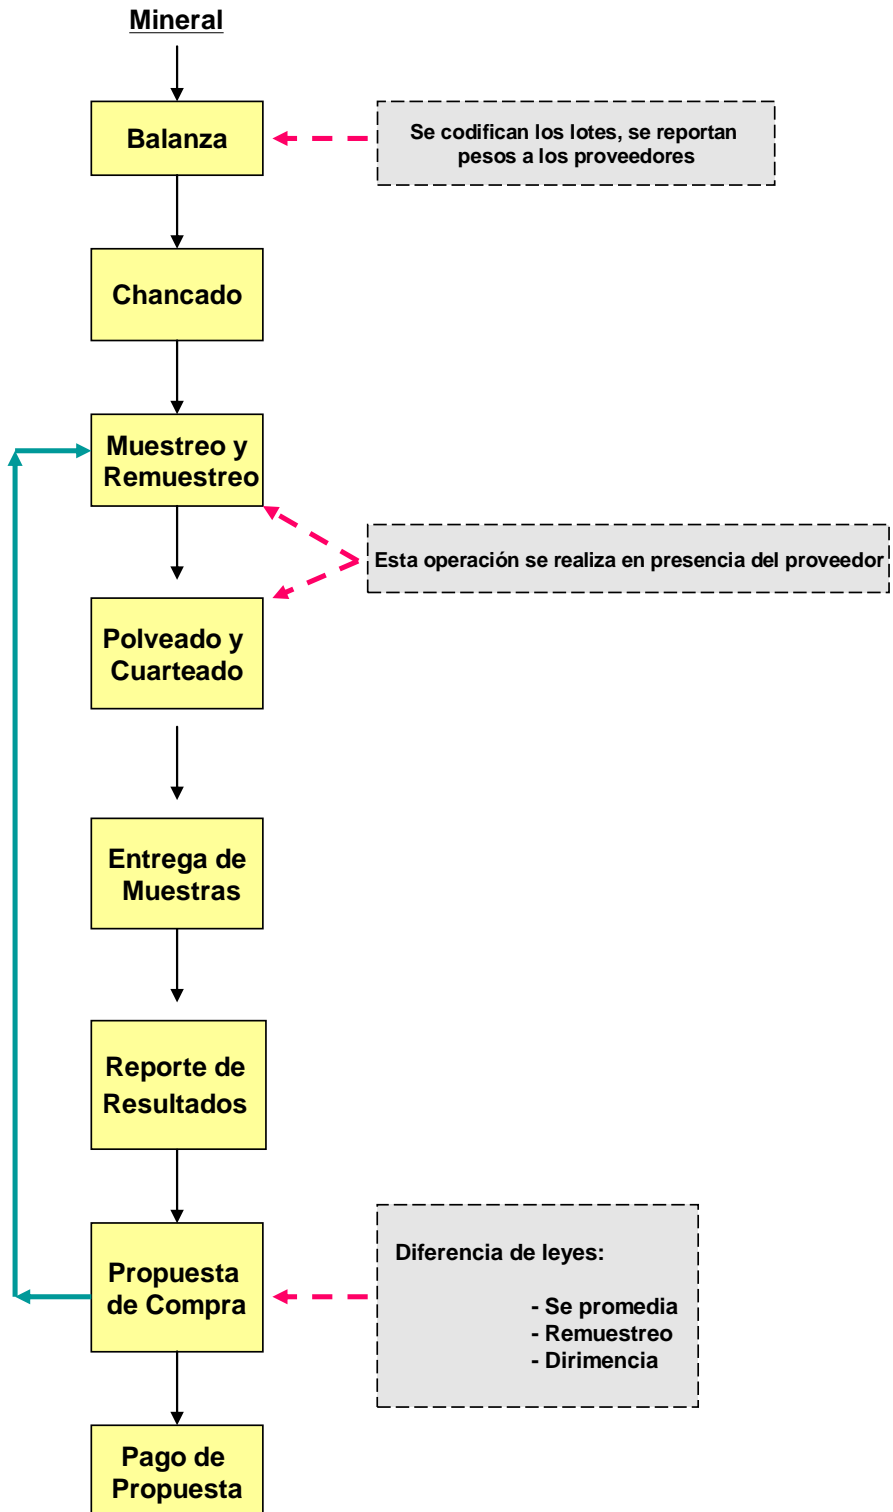 Mineral
Balanza
Se codifican los lotes, se reportan
pesos a los proveedores
Chancado
Muestreo y
Remuestreo
Esta operación se realiza en presencia del proveedor
Polveado y
Cuarteado
Entrega de
Muestras
Reporte de
Resultados
Propuesta
de Compra
Diferencia de leyes:
- Se promedia
- Remuestreo
- Dirimencia
Pago de
Propuesta